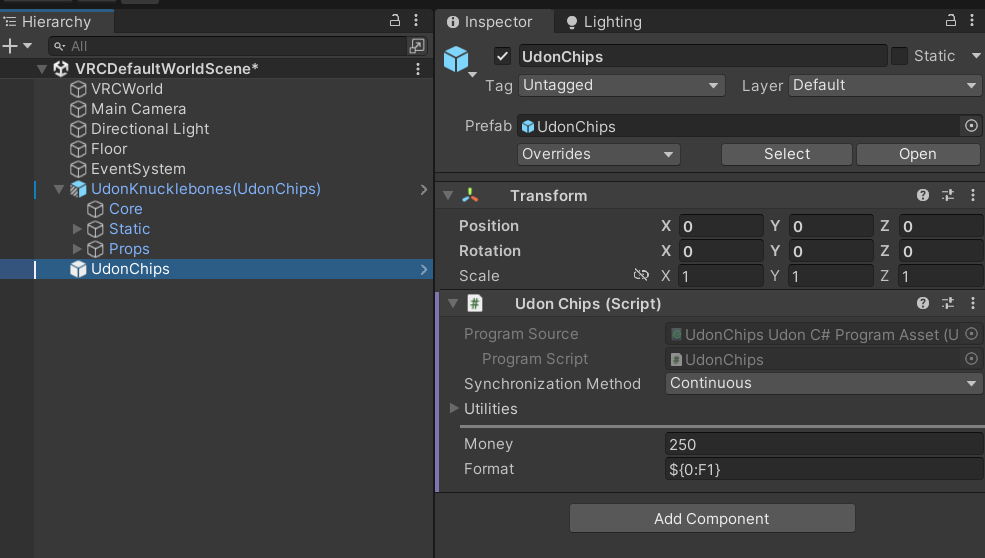 Hierarchy
All
VRCDefaultWorldScene*
VRCWorld
Main Camera
Directional Light
Floor
EventSystem
UdonKnucklebones(UdonChips)
Core
Static
Props
UdonChips
Inspector
Lighting
UdonChips
Static
Tag Untagged Layer Default
Prefab UdonChips
Overrides Select Open
Transform
Position X 0 Y 0 Z 0
Rotation X 0 Y 0 Z 0
Scale X 1 Y 1 Z 1
# Udon Chips (Script)
Program Source UdonChips Udon C# Program Asset (U
Program Script # UdonChips
Synchronization Method Continuous
Utilities
Money 250
Format ${0:F1}
Add Component